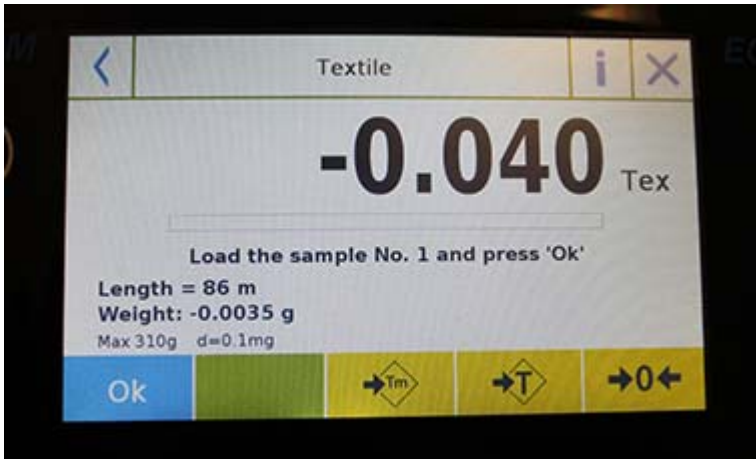 Textile
i
-0.040 Tex
Load the sample No. 1 and press 'Ok'
Length = 86 m
Weight: -0.0035 g
Max 310g d=0.1mg
Ok
Tm
T
0